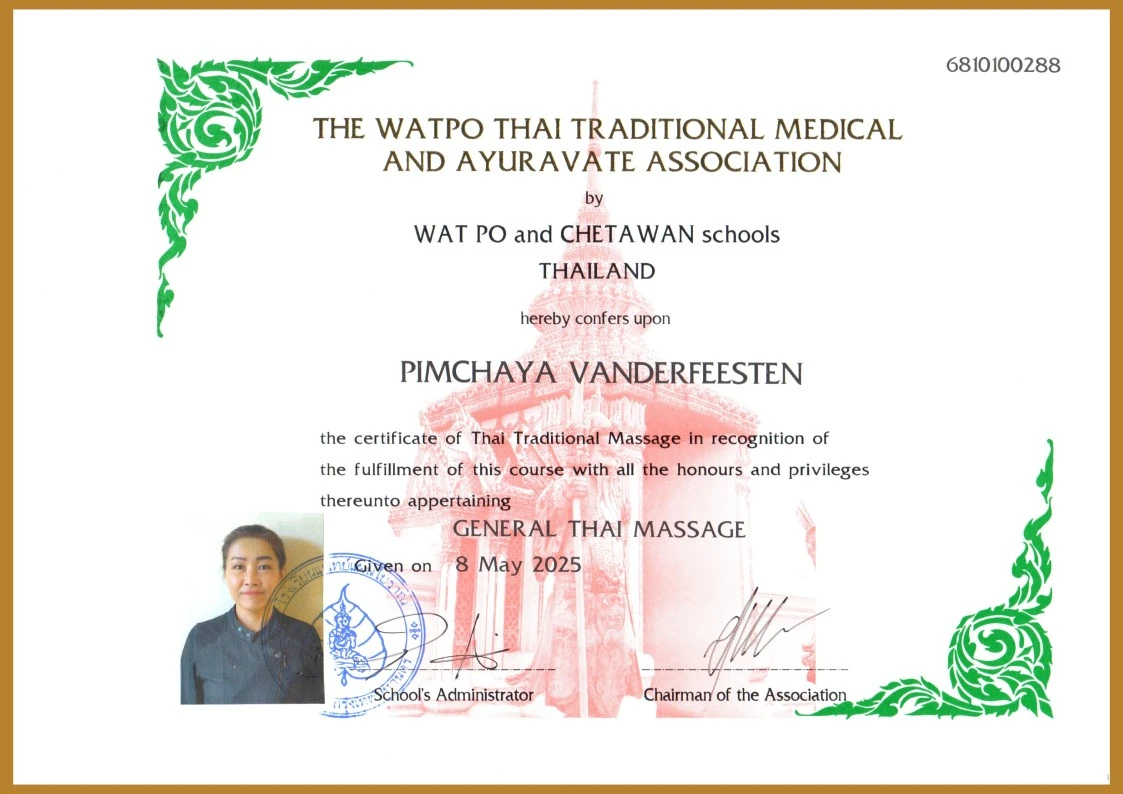 6810100288
THE WATPO THAI TRADITIONAL MEDICAL
AND AYURAVATE ASSOCIATION
by
WAT PO and CHETAWAN schools
THAILAND
hereby confers upon
PIMCHAYA VANDERFEESTEN
the certificate of Thai Traditional Massage in recognition of
the fulfillment of this course with all the honours and privileges
thereunto appertaining
GENERAL THAI MASSAGE
Given on 8 May 2025
School's Administrator
Chairman of the Association